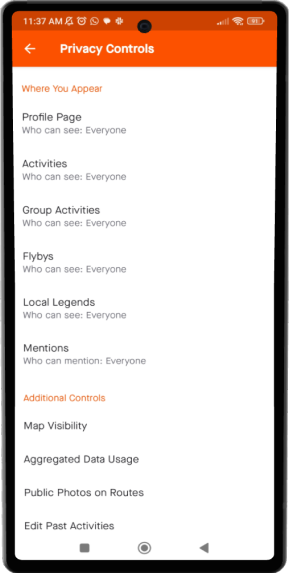 11:37 AM
Privacy Controls
Where You Appear
Profile Page
Who can see: Everyone
Activities
Who can see: Everyone
Group Activities
Who can see: Everyone
Flybys
Who can see: Everyone
Local Legends
Who can see: Everyone
Mentions
Who can mention: Everyone
Additional Controls
Map Visibility
Aggregated Data Usage
Public Photos on Routes
Edit Past Activities